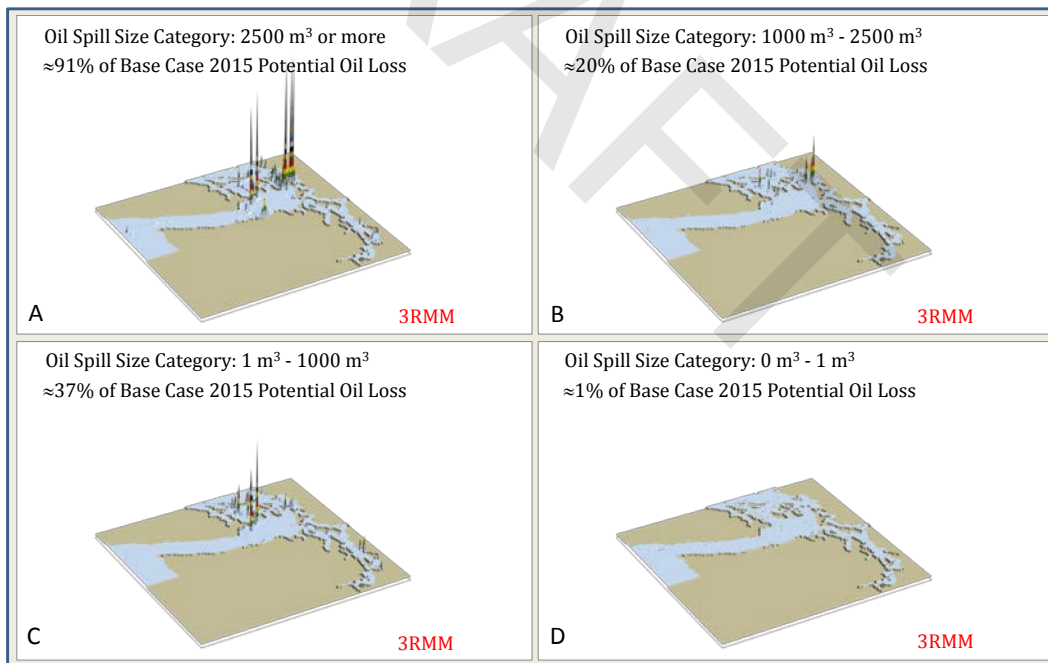 Oil Spill Size Category: 2500 m³ or more
≈91% of Base Case 2015 Potential Oil Loss
A
3RMM
Oil Spill Size Category: 1000 m³ - 2500 m³
≈20% of Base Case 2015 Potential Oil Loss
B
3RMM
Oil Spill Size Category: 1 m³ - 1000 m³
≈37% of Base Case 2015 Potential Oil Loss
C
3RMM
Oil Spill Size Category: 0 m³ - 1 m³
≈1% of Base Case 2015 Potential Oil Loss
D
3RMM